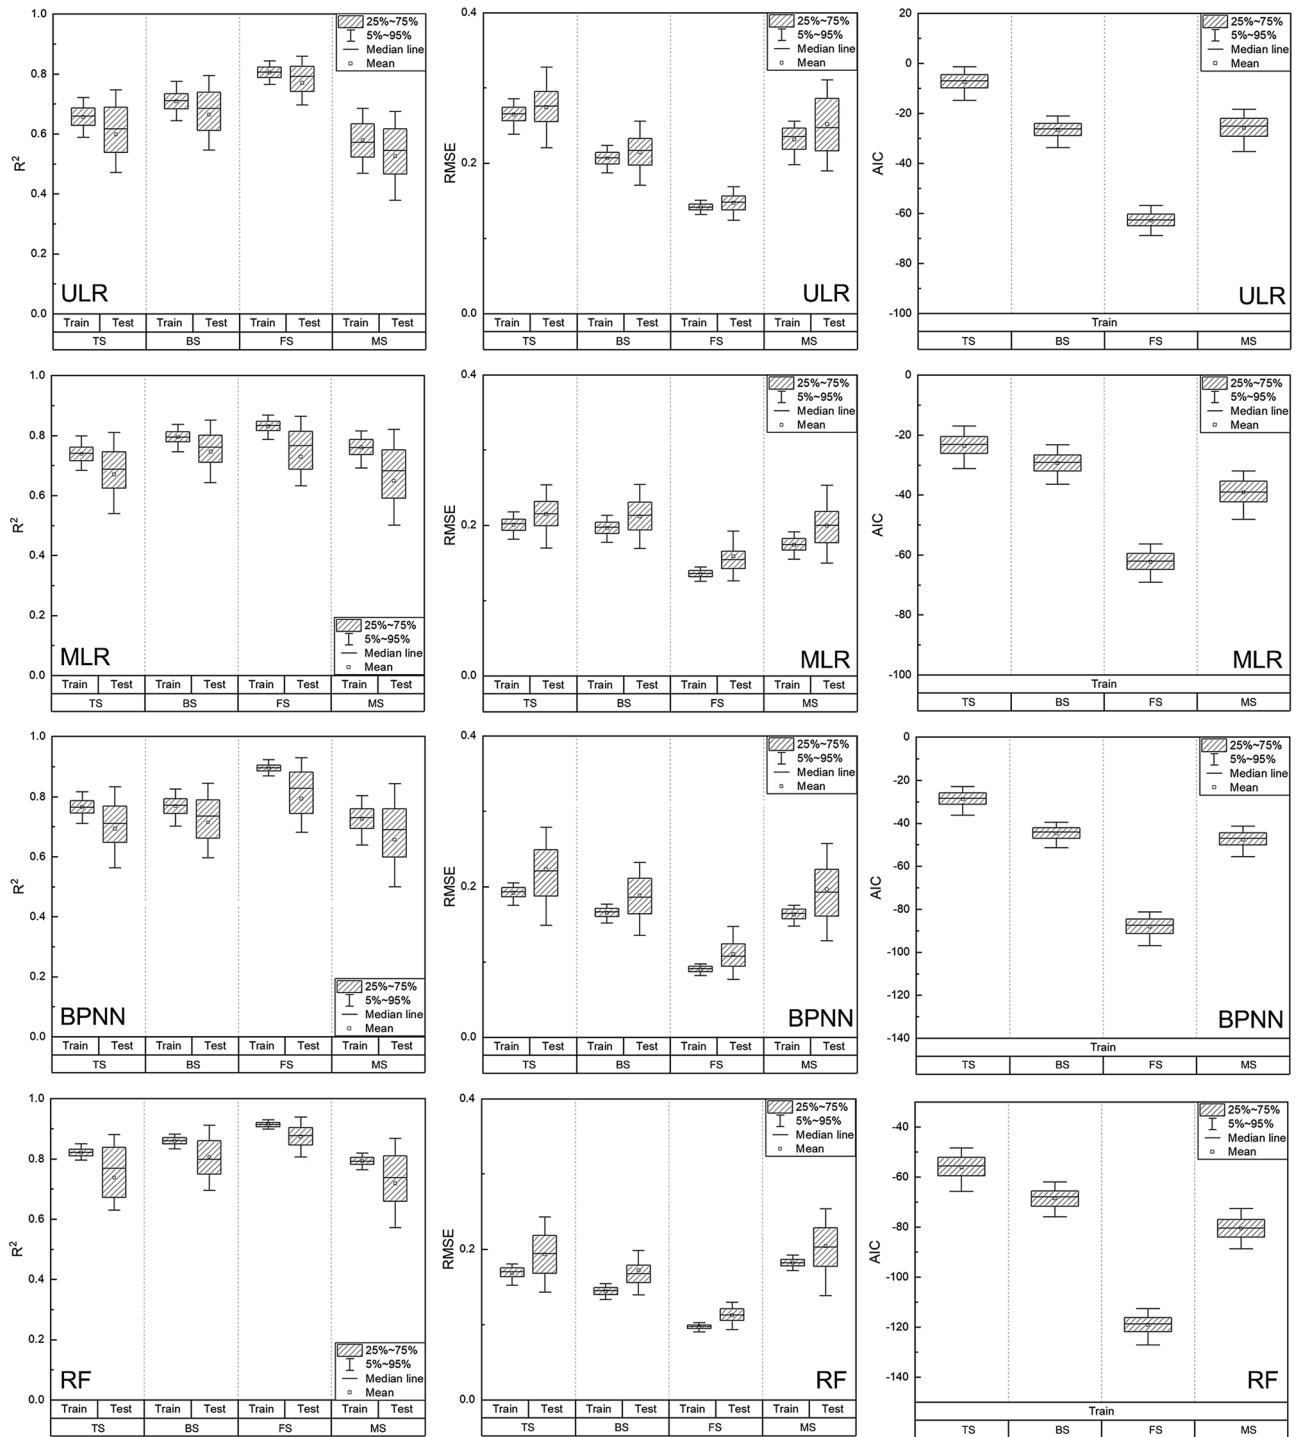 1.0
0.8
0.6
0.4
0.2
0.0
R²
25%~75%
5%~95%
Median line
Mean
ULR
Train Test Train Test Train Test Train Test
TS BS FS MS
0.4
0.2
0.0
RMSE
25%~75%
5%~95%
Median line
Mean
ULR
Train Test Train Test Train Test Train Test
TS BS FS MS
20
0
-20
-40
-60
-80
-100
AIC
25%~75%
5%~95%
Median line
Mean
ULR
Train
TS BS FS MS
1.0
0.8
0.6
0.4
0.2
0.0
R²
MLR
25%~75%
5%~95%
Median line
Mean
Train Test Train Test Train Test Train Test
TS BS FS MS
0.4
0.2
0.0
RMSE
25%~75%
5%~95%
Median line
Mean
MLR
Train Test Train Test Train Test Train Test
TS BS FS MS
0
-20
-40
-60
-80
-100
AIC
25%~75%
5%~95%
Median line
Mean
MLR
Train
TS BS FS MS
1.0
0.8
0.6
0.4
0.2
0.0
R²
BPNN
25%~75%
5%~95%
Median line
Mean
Train Test Train Test Train Test Train Test
TS BS FS MS
0.4
0.2
0.0
RMSE
25%~75%
5%~95%
Median line
Mean
BPNN
Train Test Train Test Train Test Train Test
TS BS FS MS
0
-20
-40
-60
-80
-100
-120
-140
AIC
25%~75%
5%~95%
Median line
Mean
BPNN
Train
TS BS FS MS
1.0
0.8
0.6
0.4
0.2
0.0
R²
RF
25%~75%
5%~95%
Median line
Mean
Train Test Train Test Train Test Train Test
TS BS FS MS
0.4
0.2
0.0
RMSE
25%~75%
5%~95%
Median line
Mean
RF
Train Test Train Test Train Test Train Test
TS BS FS MS
-40
-60
-80
-100
-120
-140
AIC
25%~75%
5%~95%
Median line
Mean
RF
Train
TS BS FS MS